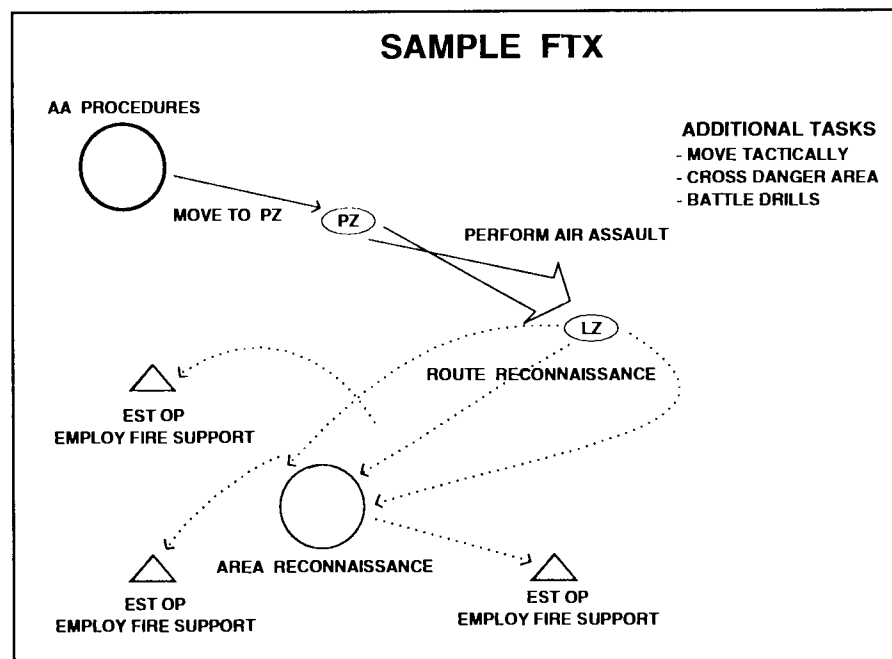 SAMPLE FTX
AA PROCEDURES
ADDITIONAL TASKS
- MOVE TACTICALLY
- CROSS DANGER AREA
- BATTLE DRILLS
MOVE TO PZ
PZ
PERFORM AIR ASSAULT
LZ
ROUTE RECONNAISSANCE
EST OP
EMPLOY FIRE SUPPORT
AREA RECONNAISSANCE
EST OP
EMPLOY FIRE SUPPORT
EST OP
EMPLOY FIRE SUPPORT